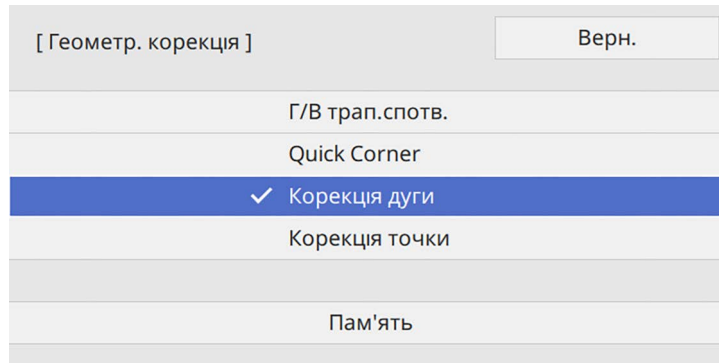 [ Геометр. корекція ]
Верн.
Г/В трап.спотв.
Quick Corner
✓ Корекція дуги
Корекція точки
Пам'ять